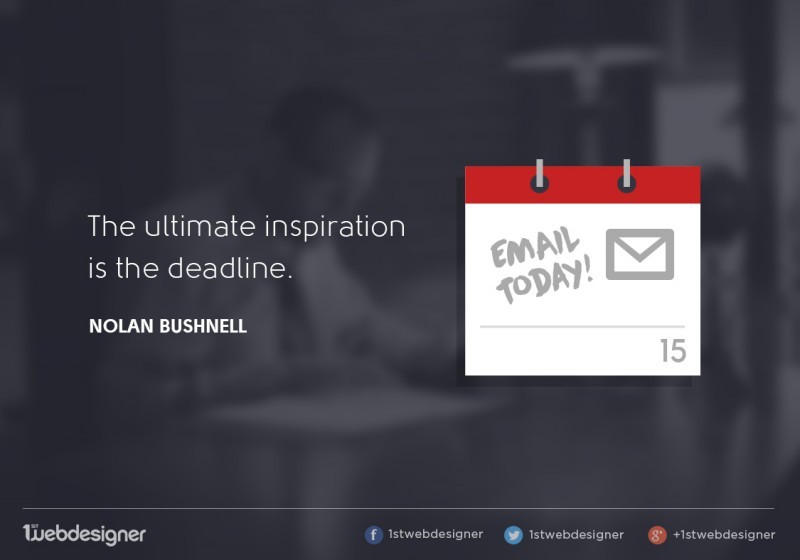 The ultimate inspiration
is the deadline.
NOLAN BUSHNELL
EMAIL
TODAY!
15
1STwebdesigner
f 1stwebdesigner
1stwebdesigner
g+ +1stwebdesigner